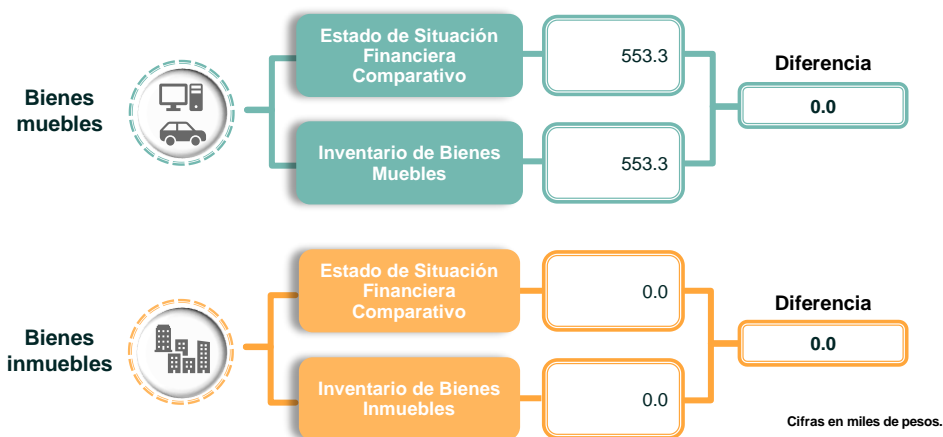 Bienes
muebles
Estado de Situación
Financiera
Comparativo
553.3
Inventario de Bienes
Muebles
553.3
Diferencia
0.0
Bienes
inmuebles
Estado de Situación
Financiera
Comparativo
0.0
Inventario de Bienes
Inmuebles
0.0
Diferencia
0.0
Cifras en miles de pesos.